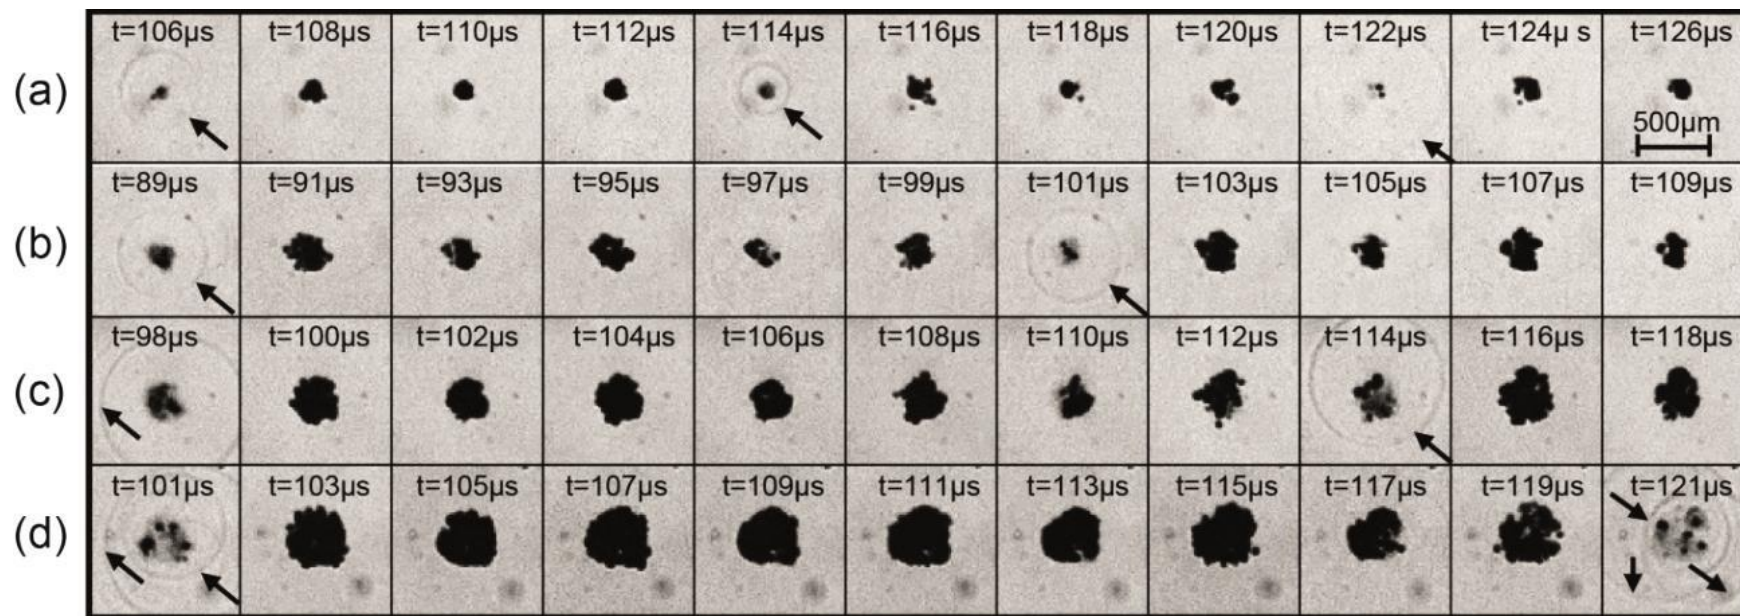 t=106µs t=108µs t=110µs t=112µs t=114µs t=116µs t=118µs t=120µs t=122µs t=124µ s t=126µs
(a)
500µm
t=89µs t=91µs t=93µs t=95µs t=97µs t=99µs t=101µs t=103µs t=105µs t=107µs t=109µs
(b)
t=98µs t=100µs t=102µs t=104µs t=106µs t=108µs t=110µs t=112µs t=114µs t=116µs t=118µs
(c)
t=101µs t=103µs t=105µs t=107µs t=109µs t=111µs t=113µs t=115µs t=117µs t=119µs t=121µs
(d)